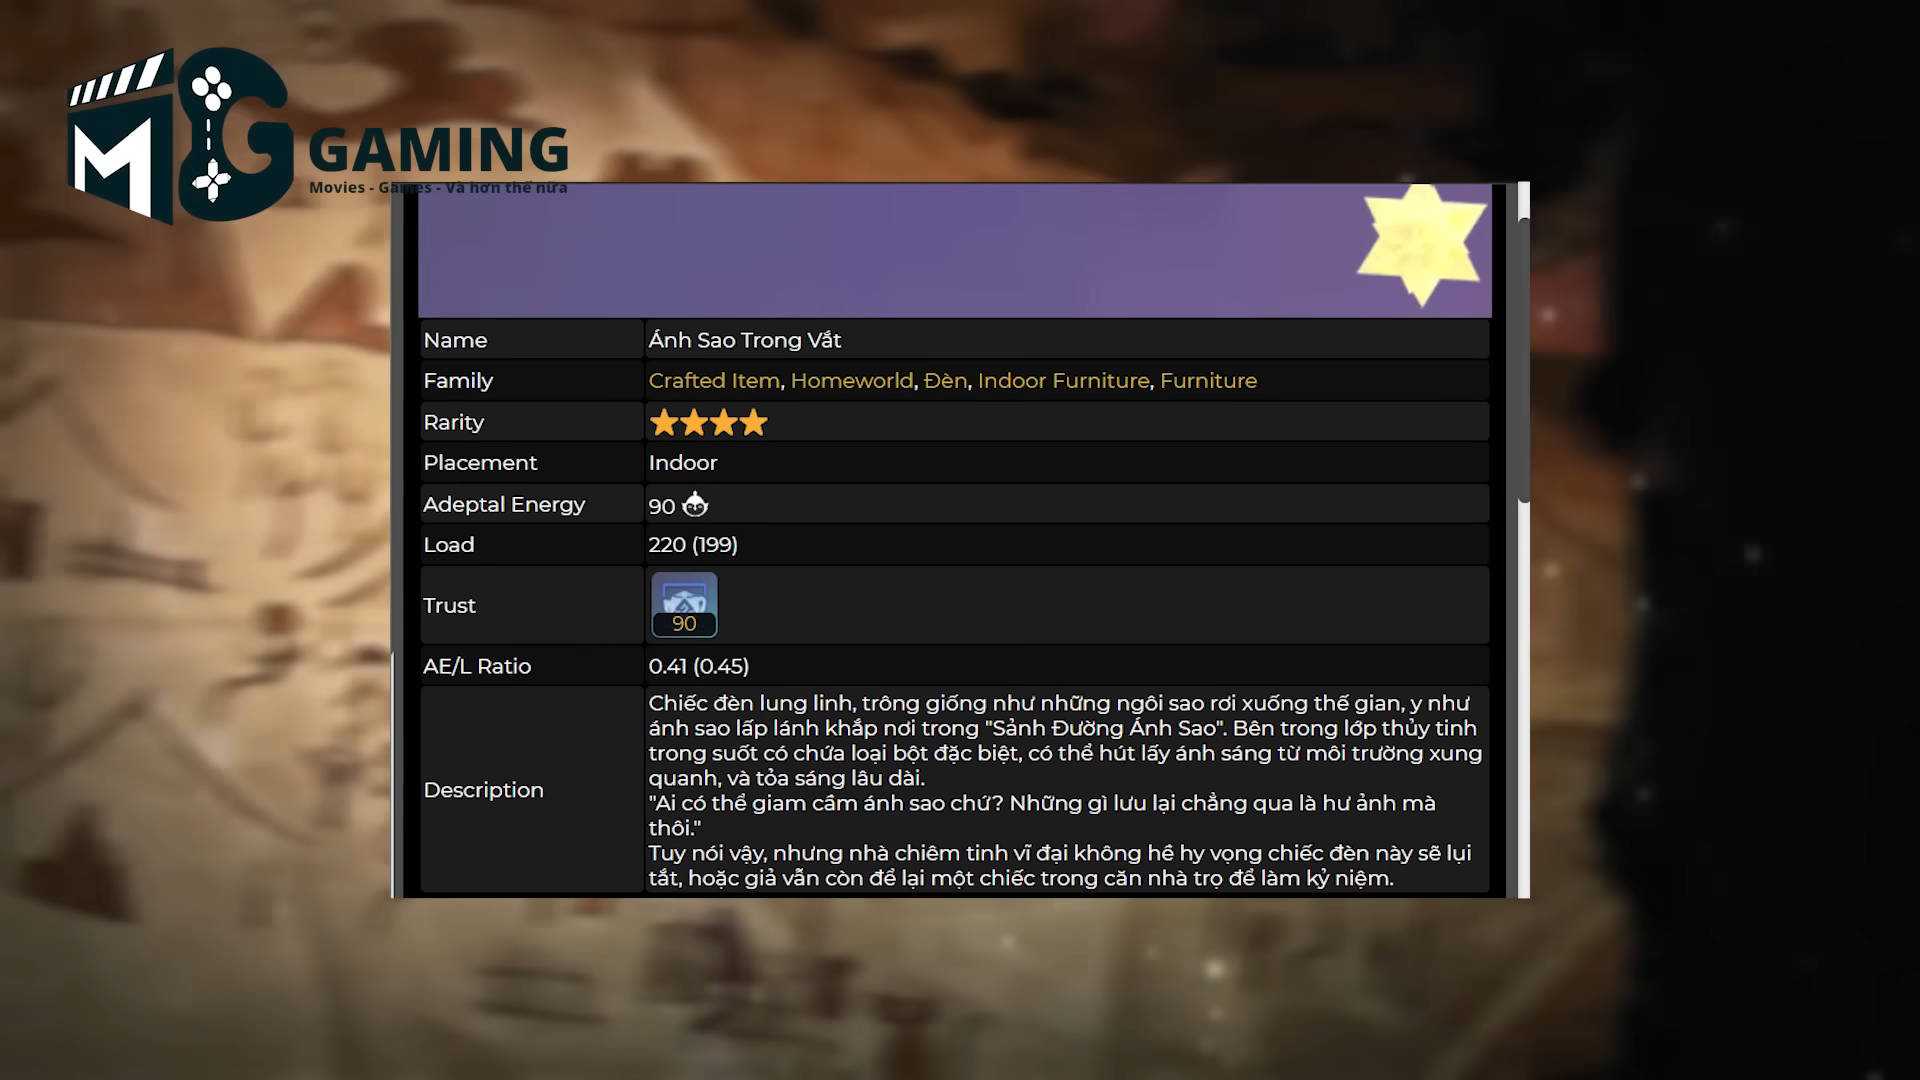 M G GAMING
Movies - Games - Và hơn thế nữa
Name Ánh Sao Trong Vắt
Family Crafted Item, Homeworld, Đèn, Indoor Furniture, Furniture
Rarity
Placement Indoor
Adeptal Energy 90
Load 220 (199)
Trust 90
AE/L Ratio 0.41 (0.45)
Description
Chiếc đèn lung linh, trông giống như những ngôi sao rơi xuống thế gian, y như
ánh sao lấp lánh khắp nơi trong "Sảnh Đường Ánh Sao". Bên trong lớp thủy tinh
trong suốt có chứa loại bột đặc biệt, có thể hút lấy ánh sáng từ môi trường xung
quanh, và tỏa sáng lâu dài.
"Ai có thể giam cầm ánh sao chứ? Những gì lưu lại chẳng qua là hư ảnh mà
thôi."
Tuy nói vậy, nhưng nhà chiêm tinh vĩ đại không hề hy vọng chiếc đèn này sẽ lụi
tắt, hoặc giả vẫn còn để lại một chiếc trong căn nhà trọ để làm kỷ niệm.